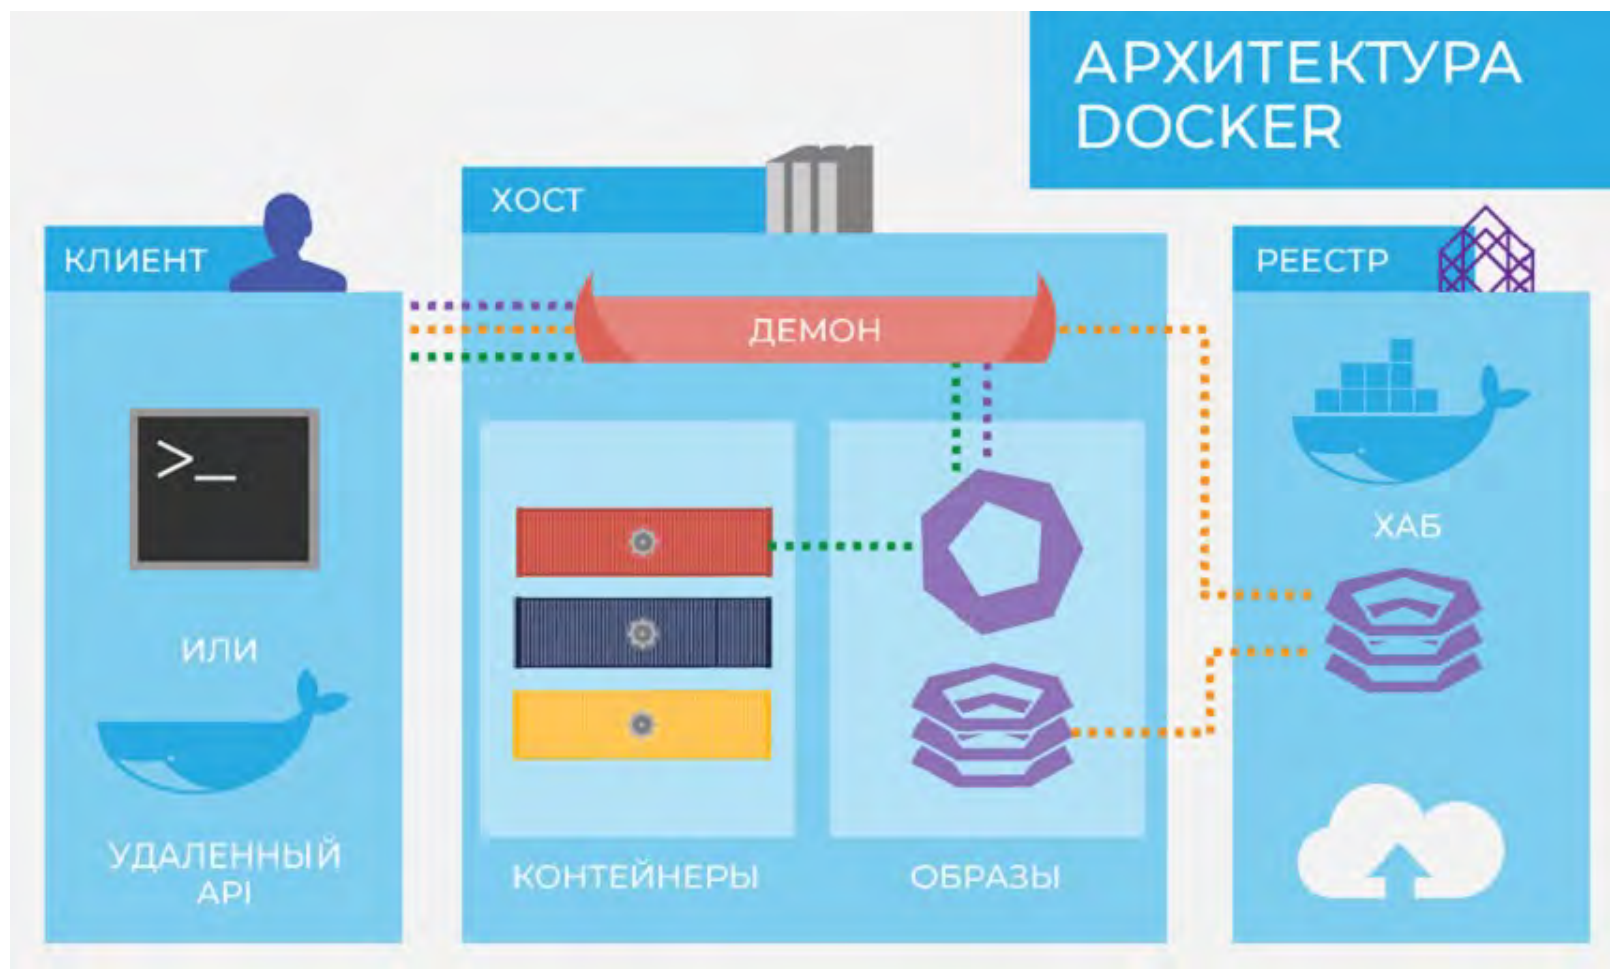 АРХИТЕКТУРА
DOCKER
КЛИЕНТ
>_
ИЛИ
УДАЛЕННЫЙ
API
ХОСТ
ДЕМОН
КОНТЕЙНЕРЫ
ОБРАЗЫ
РЕЕСТР
ХАБ